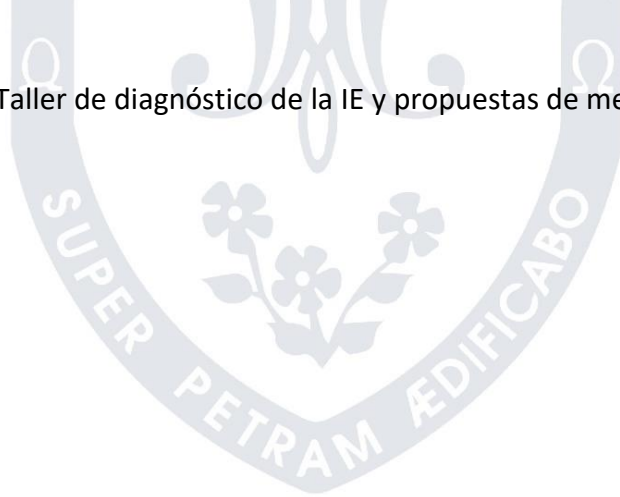 Ω Ω
Taller de diagnóstico de la IE y propuestas de me
SUPER PETRAM ÆDIFICABO